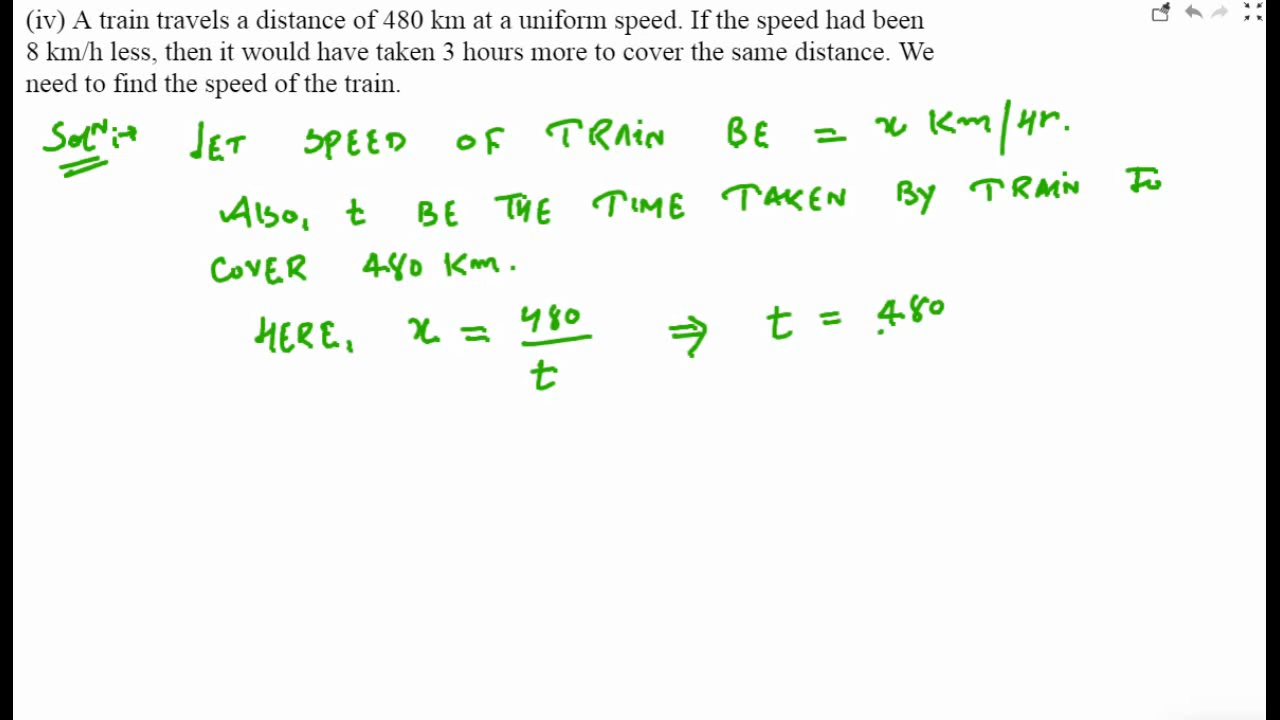 (iv) A train travels a distance of 480 km at a uniform speed. If the speed had been
8 km/h less, then it would have taken 3 hours more to cover the same distance. We
need to find the speed of the train.
Solⁿ:→ LET SPEED OF TRAIN BE = x Km/Hr.
Also, t BE THE TIME TAKEN BY TRAIN To
COVER 480 Km.
HERE, x = 480/t ⇒ t = 480